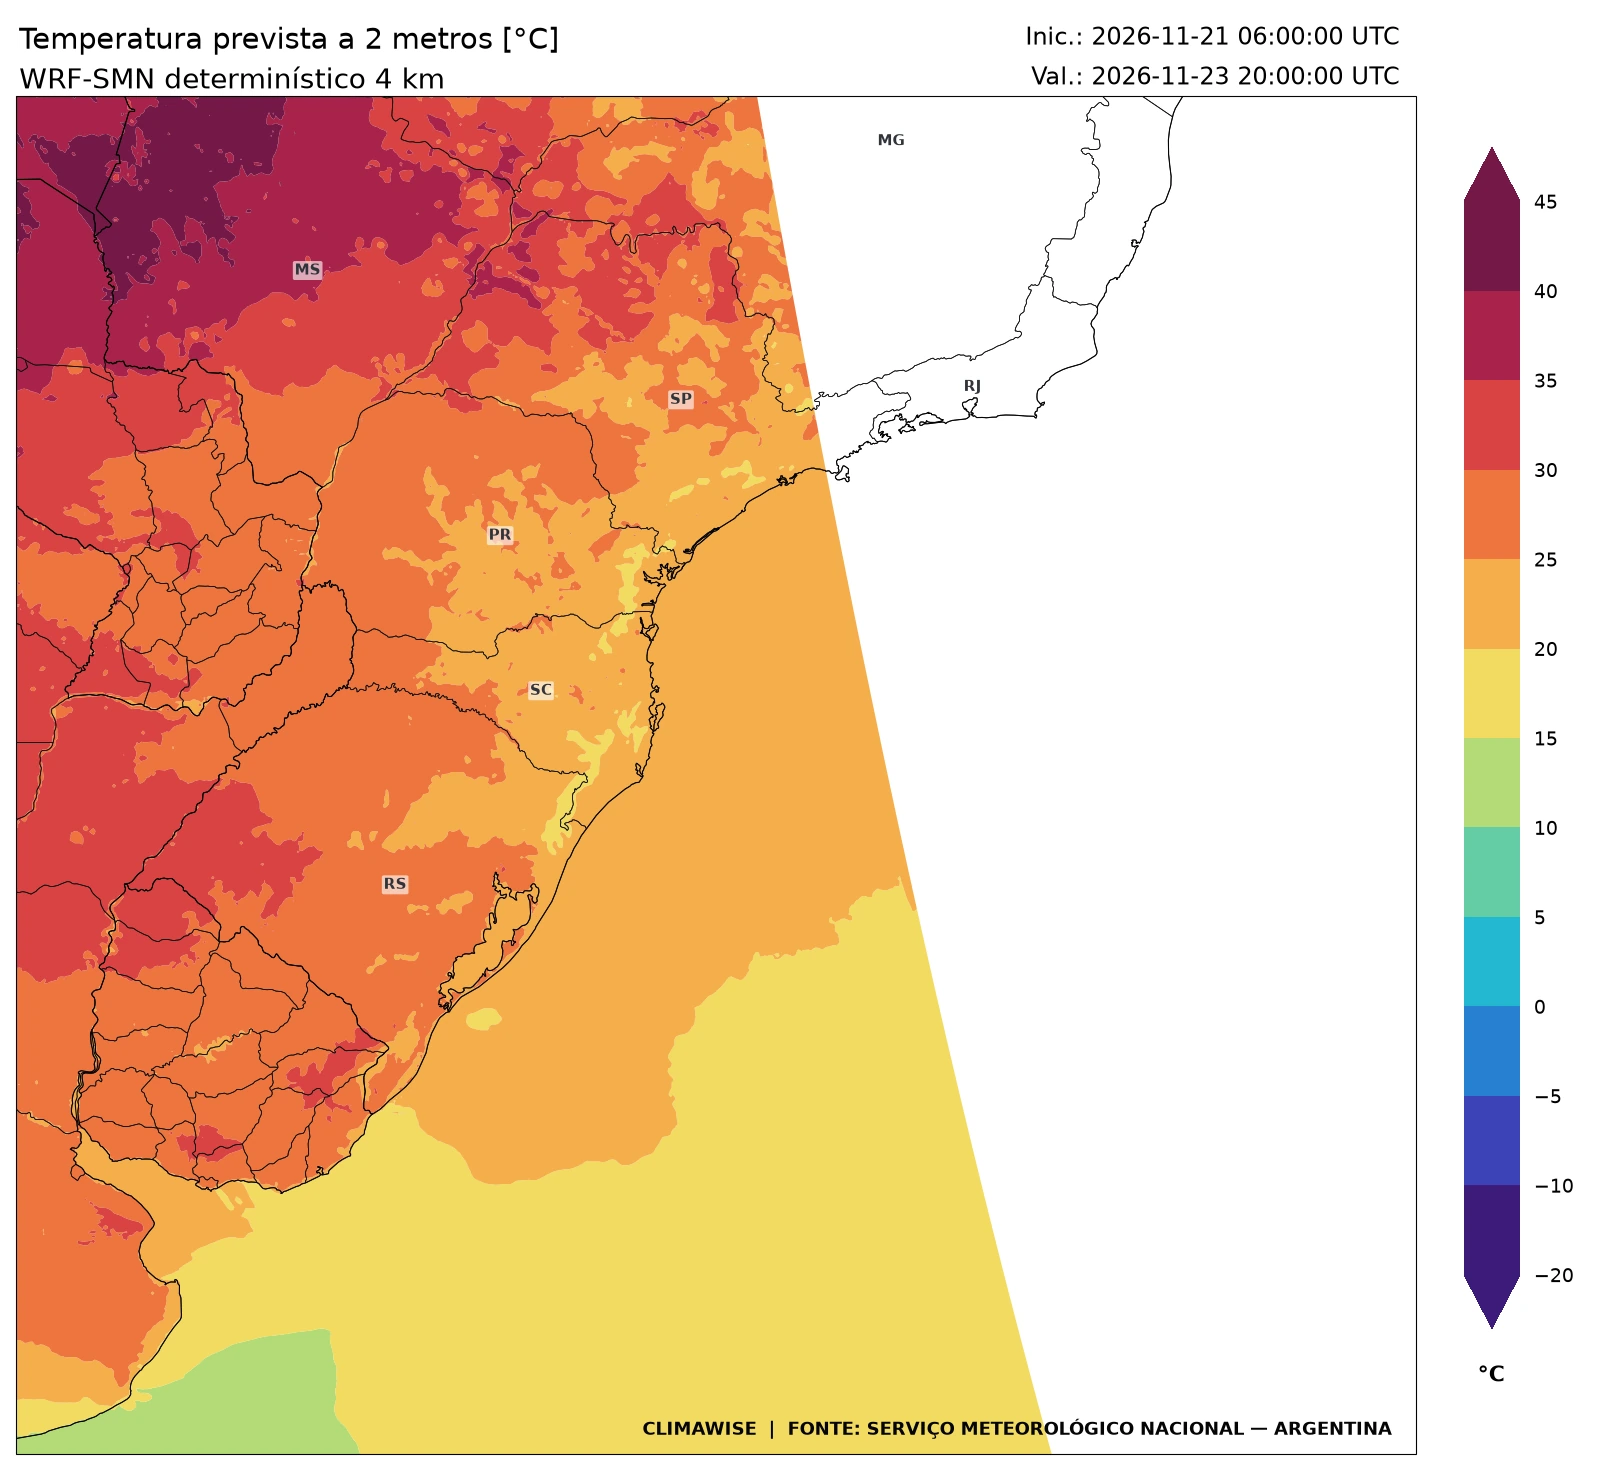 Temperatura prevista a 2 metros [°C]
WRF-SMN determinístico 4 km
Inic.: 2026-11-21 06:00:00 UTC
Val.: 2026-11-23 20:00:00 UTC
MG
MS
RJ
SP
PR
SC
RS
45
40
35
30
25
20
15
10
5
0
−5
−10
−20
°C
CLIMAWISE | FONTE: SERVIÇO METEOROLÓGICO NACIONAL — ARGENTINA